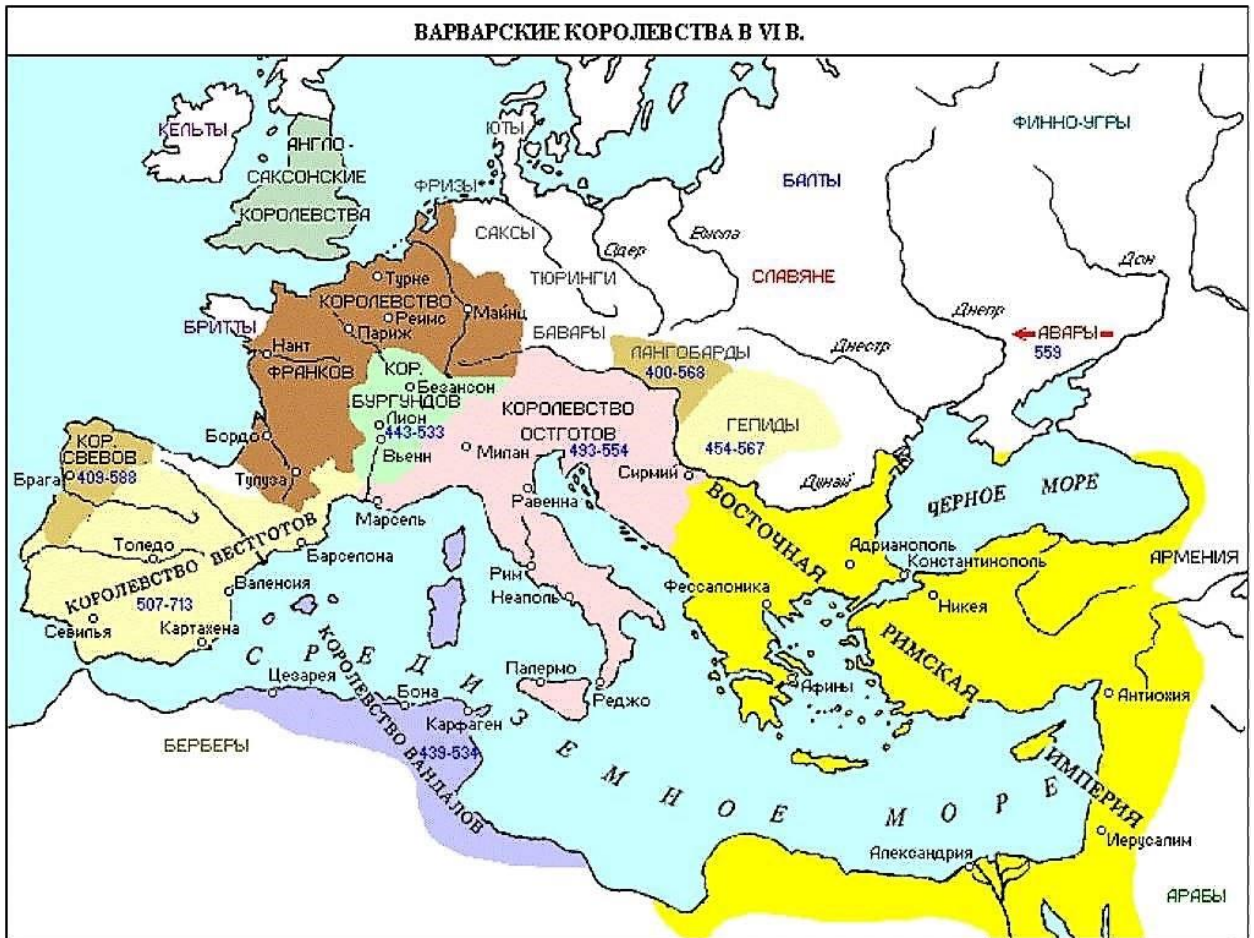 ВАРВАРСКИЕ КОРОЛЕВСТВА В VI В.
КЕЛЬТЫ
АНГЛО-
САКСОНСКИЕ
КОРОЛЕВСТВА
ЮТЫ
ФРИЗЫ
САКСЫ
ТЮРИНГИ
БАВАРЫ
Одер
Висла
БАЛТЫ
ФИННО-УГРЫ
СЛАВЯНЕ
Дон
Днепр
Днестр
АВАРЫ
559
БРИТТЫ
Турне
КОРОЛЕВСТВО
Реимс
Майнц
Париж
Нант
ФРАНКОВ
КОР.
Безансон
БУРГУНДОВ
Лион
443-533
Вьенн
Бордо
Тулуза
ЛАНГОБАРДЫ
400-568
ГЕПИДЫ
454-567
КОРОЛЕВСТВО
ОСТГОТОВ
493-554
Милан
Сирмий
Равенна
Дунай
КОР.
СВЕВОВ
409-588
Брага
Марсель
Толедо
Барселона
КОРОЛЕВСТВО ВЕСТГОТОВ
507-713
Валенсия
Севилья
Картахена
Рим
Неаполь
Палермо
Реджо
ЧЕРНОЕ МОРЕ
ВОСТОЧНАЯ
РИМСКАЯ
ИМПЕРИЯ
Адрианополь
Константинополь
Фессалоника
Никея
Афины
АРМЕНИЯ
Антиохия
Иерусалим
Александрия
АРАБЫ
СРЕДИЗЕМНОЕ МОРЕ
Цезарея
Бона
Карфаген
КОРОЛЕВСТВО ВАНДАЛОВ
439-534
БЕРБЕРЫ